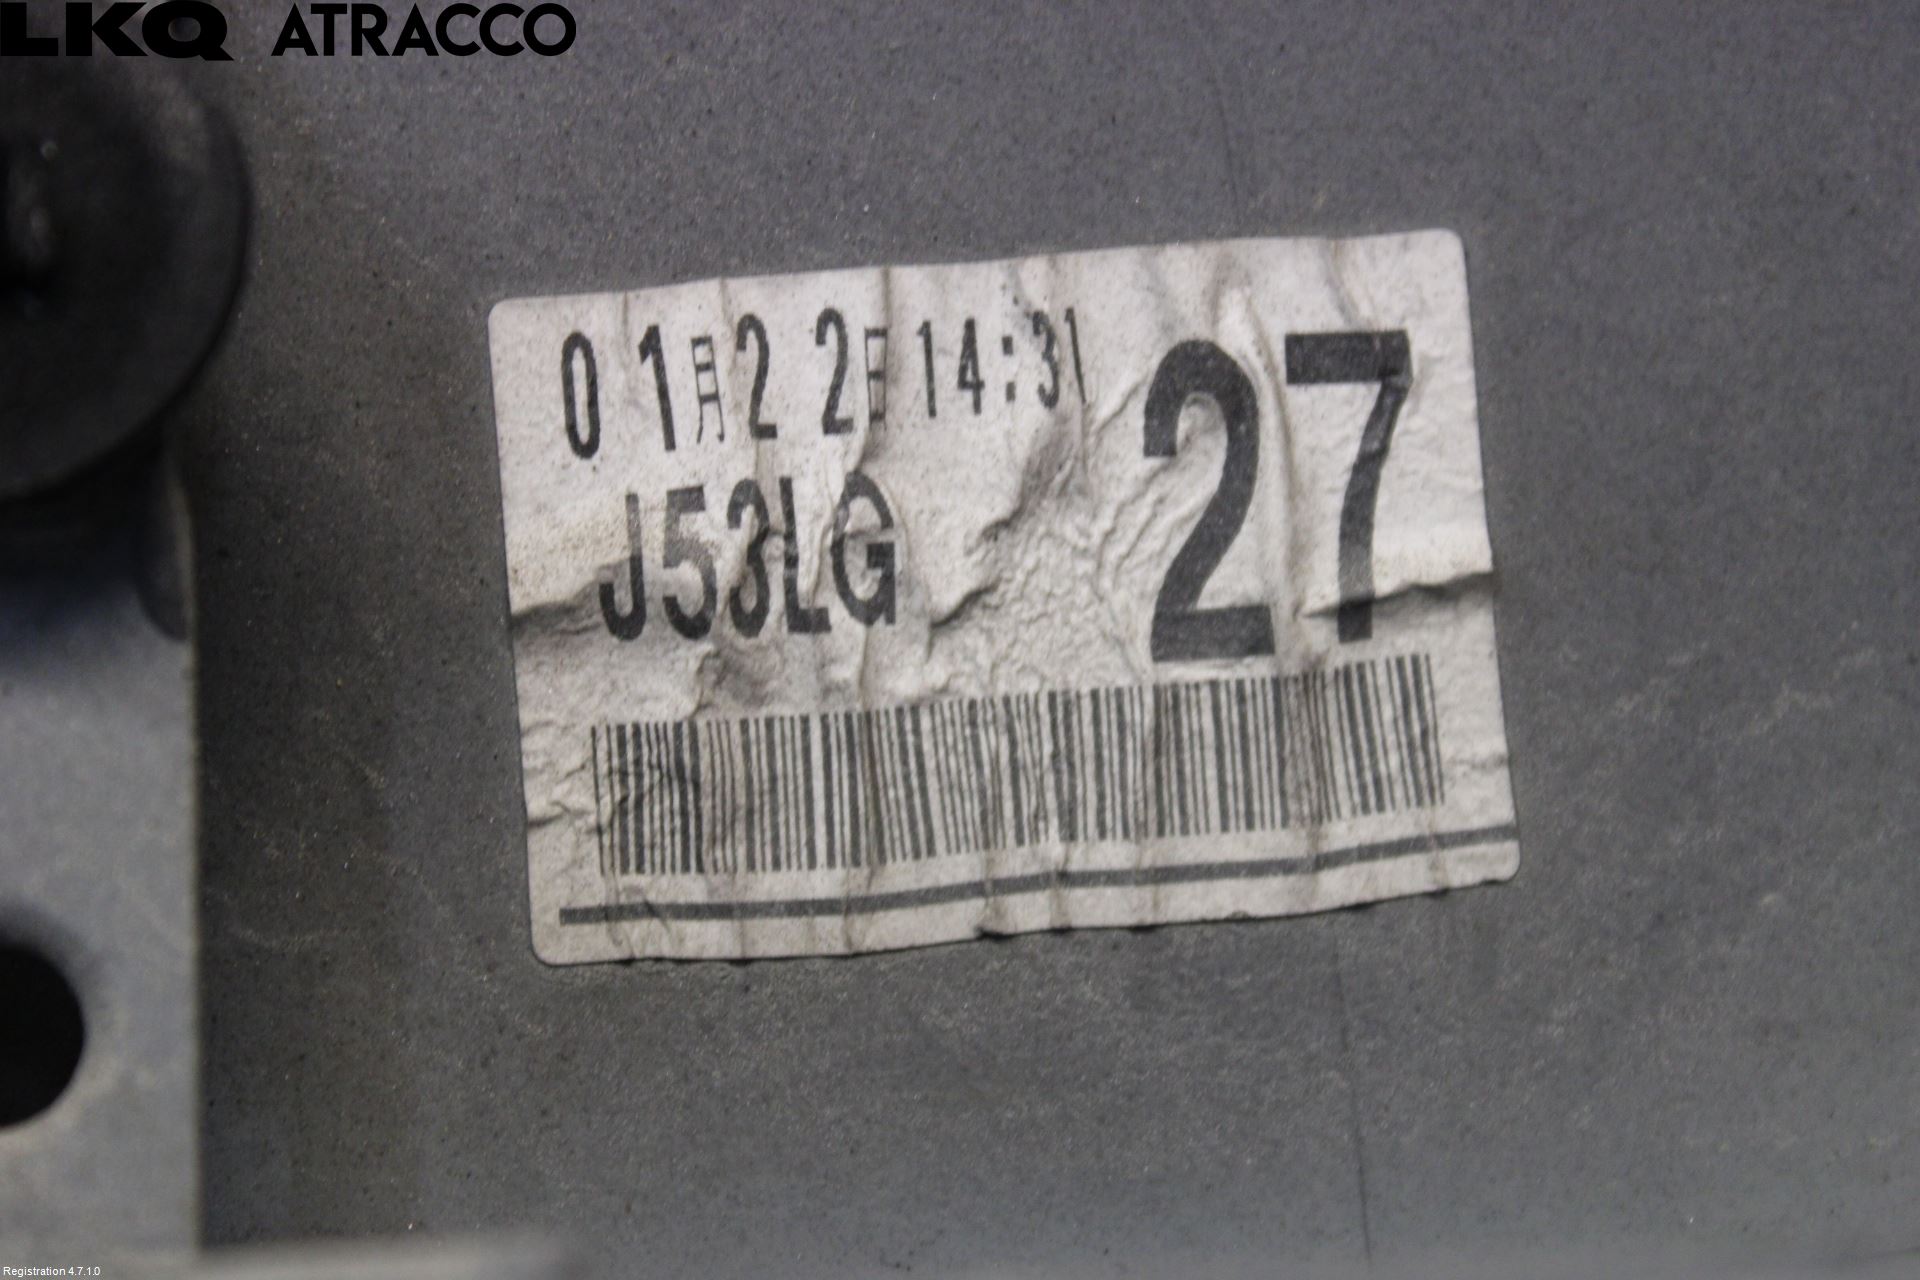 LKQ ATRACCO
01月22日14:31
27
J53LG
Registration 4.7.1.0